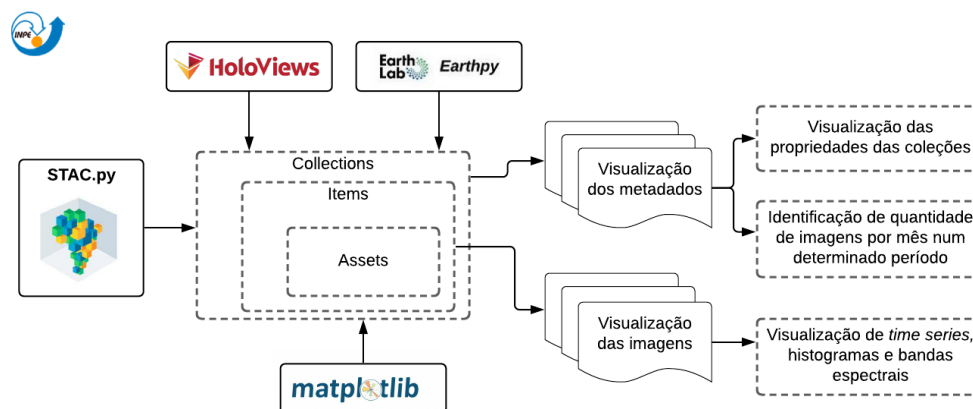 INPE
HoloViews
Earth
Lab
Earthpy
STAC.py
Collections
Items
Assets
matplotlib
Visualização
dos metadados
Visualização
das imagens
Visualização das
propriedades das coleções
Identificação de quantidade
de imagens por mês num
determinado período
Visualização de time series,
histogramas e bandas
espectrais